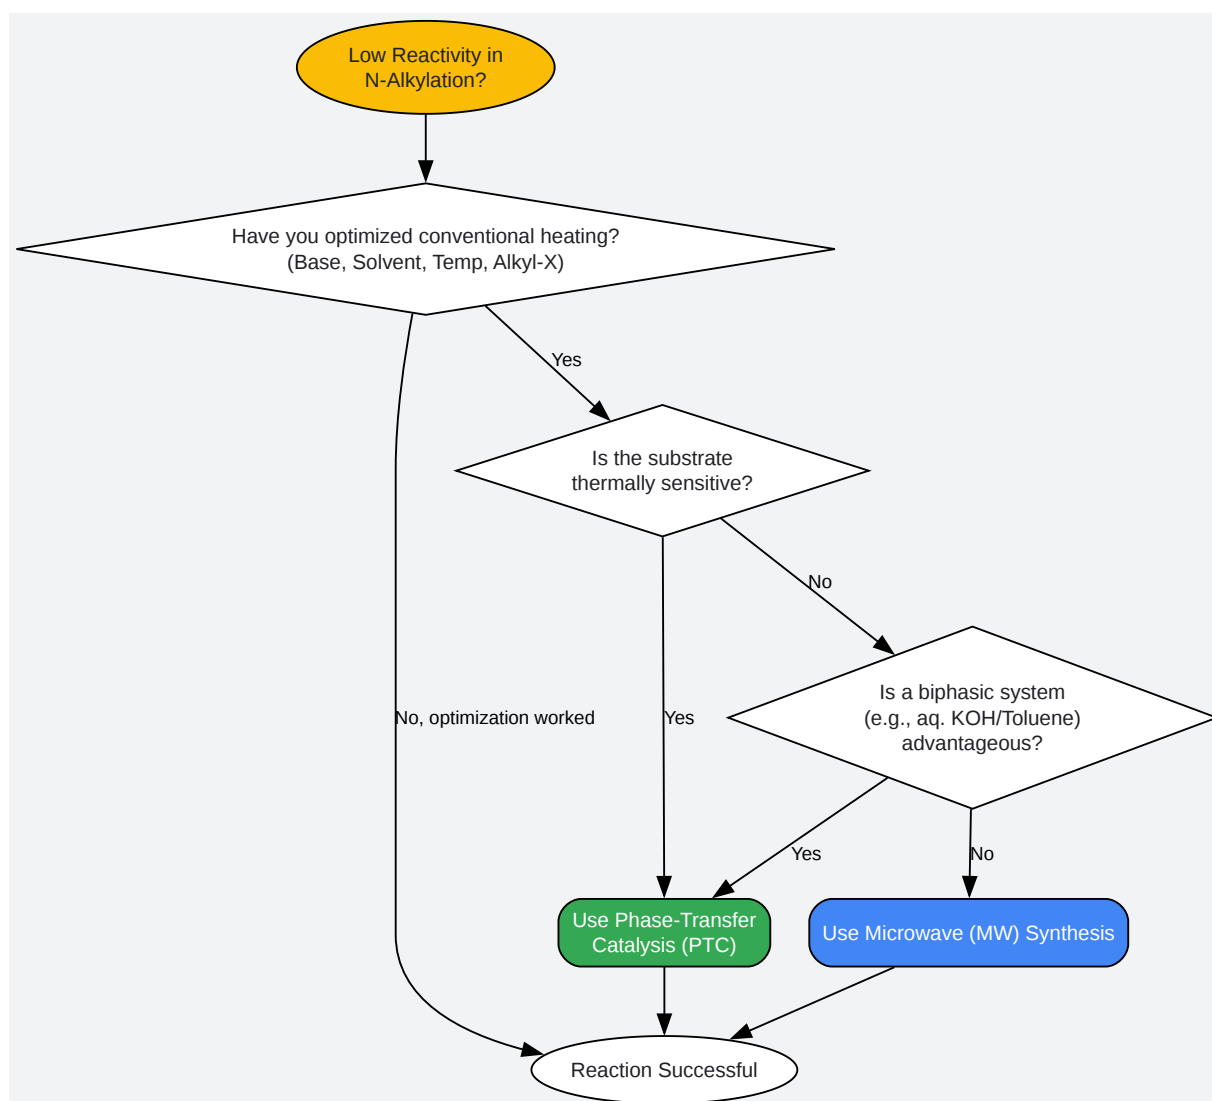 Low Reactivity in
N-Alkylation?
Have you optimized conventional heating?
(Base, Solvent, Temp, Alkyl-X)
Yes
Is the substrate
thermally sensitive?
No
Is a biphasic system
(e.g., aq. KOH/Toluene)
advantageous?
No, optimization worked
Yes
Yes
No
Use Phase-Transfer
Catalysis (PTC)
Use Microwave (MW) Synthesis
Reaction Successful